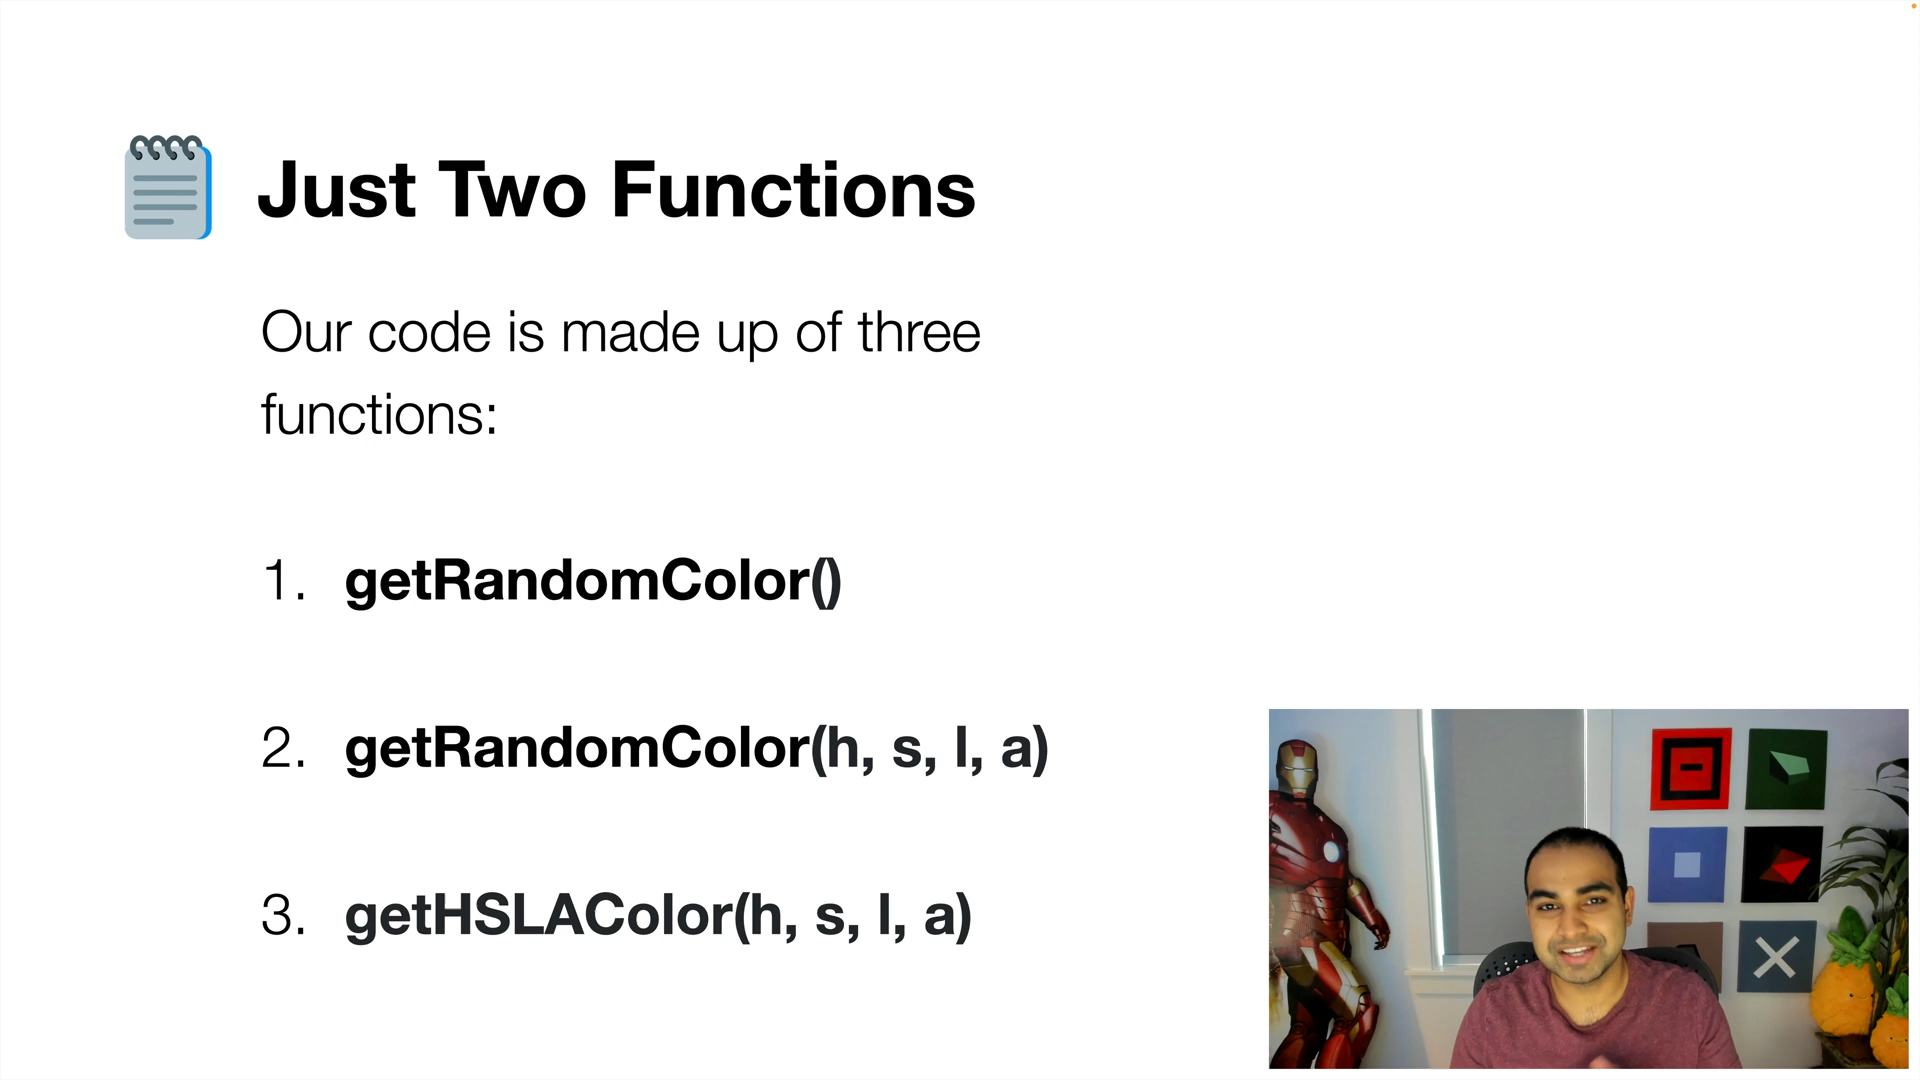 Just Two Functions
Our code is made up of three
functions:
1. getRandomColor()
2. getRandomColor(h, s, l, a)
3. getHSLAColor(h, s, l, a)